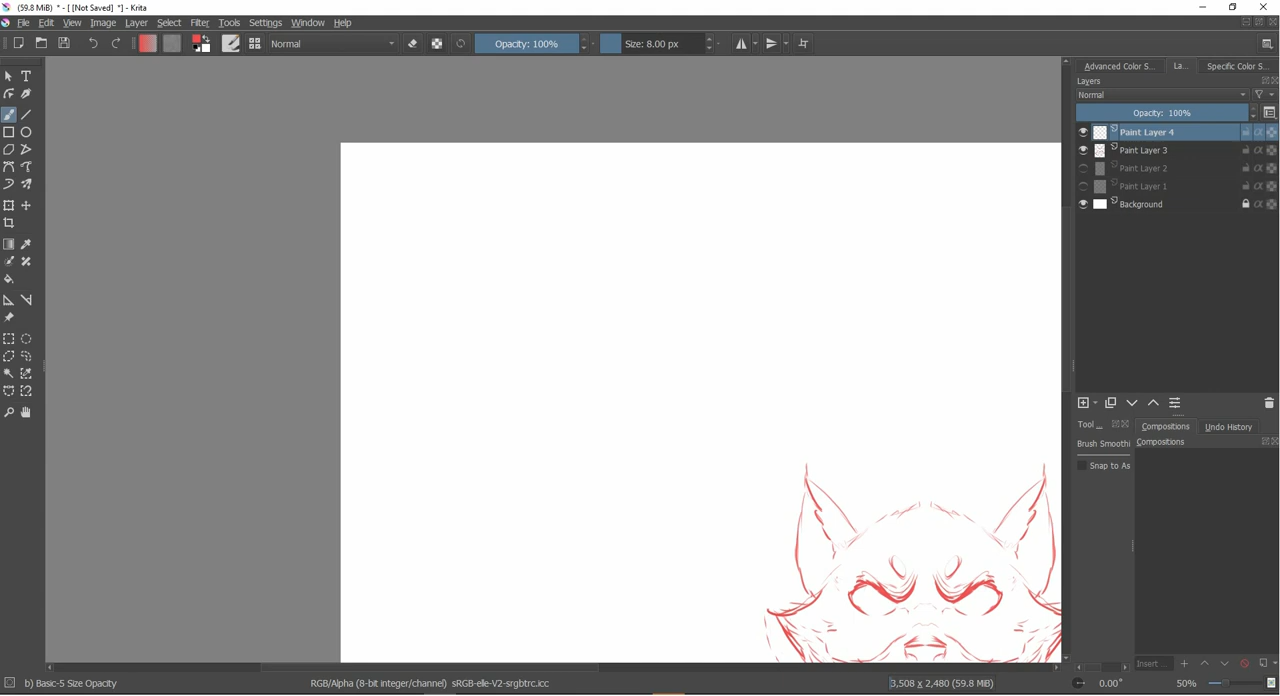 (59.8 MiB) * - [ [Not Saved] *] - Krita
File Edit View Image Layer Select Filter Tools Settings Window Help
Normal Opacity: 100% Size: 8.00 px
Advanced Color S... La... Specific Color S...
Layers
Normal
Opacity: 100%
Paint Layer 4
Paint Layer 3
Paint Layer 2
Paint Layer 1
Background
Tool ... Compositions Undo History
Brush Smoothi Compositions
Snap to As
Insert ...
b) Basic-5 Size Opacity RGB/Alpha (8-bit integer/channel) sRGB-elle-V2-srgbtrc.icc 3,508 x 2,480 (59.8 MiB) 0.00° 50%